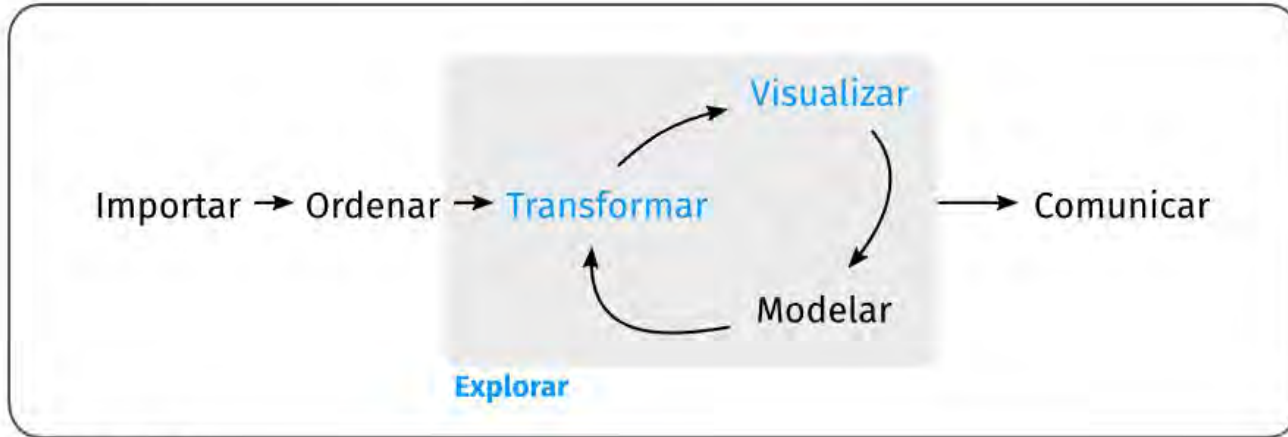 Visualizar
Importar → Ordenar → Transformar → Comunicar
Modelar
Explorar